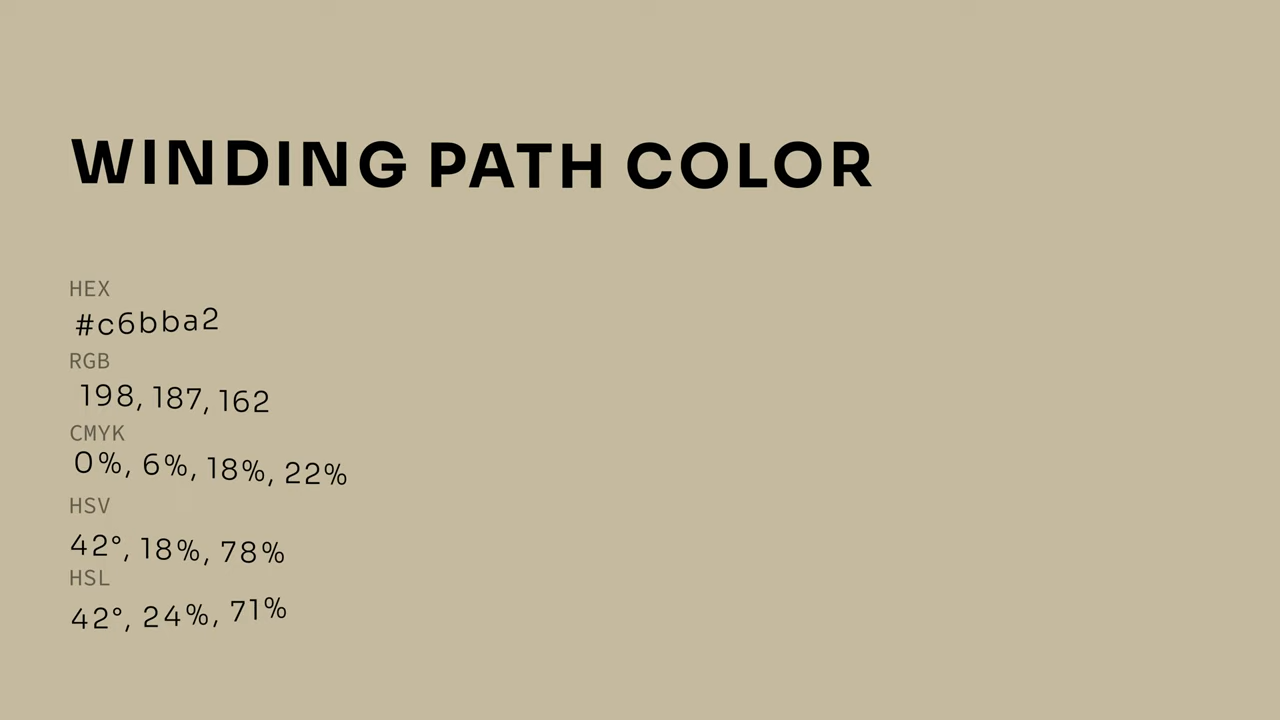 WINDING PATH COLOR
HEX
#c6bba2
RGB
198, 187, 162
CMYK
0%, 6%, 18%, 22%
HSV
42°, 18%, 78%
HSL
42°, 24%, 71%